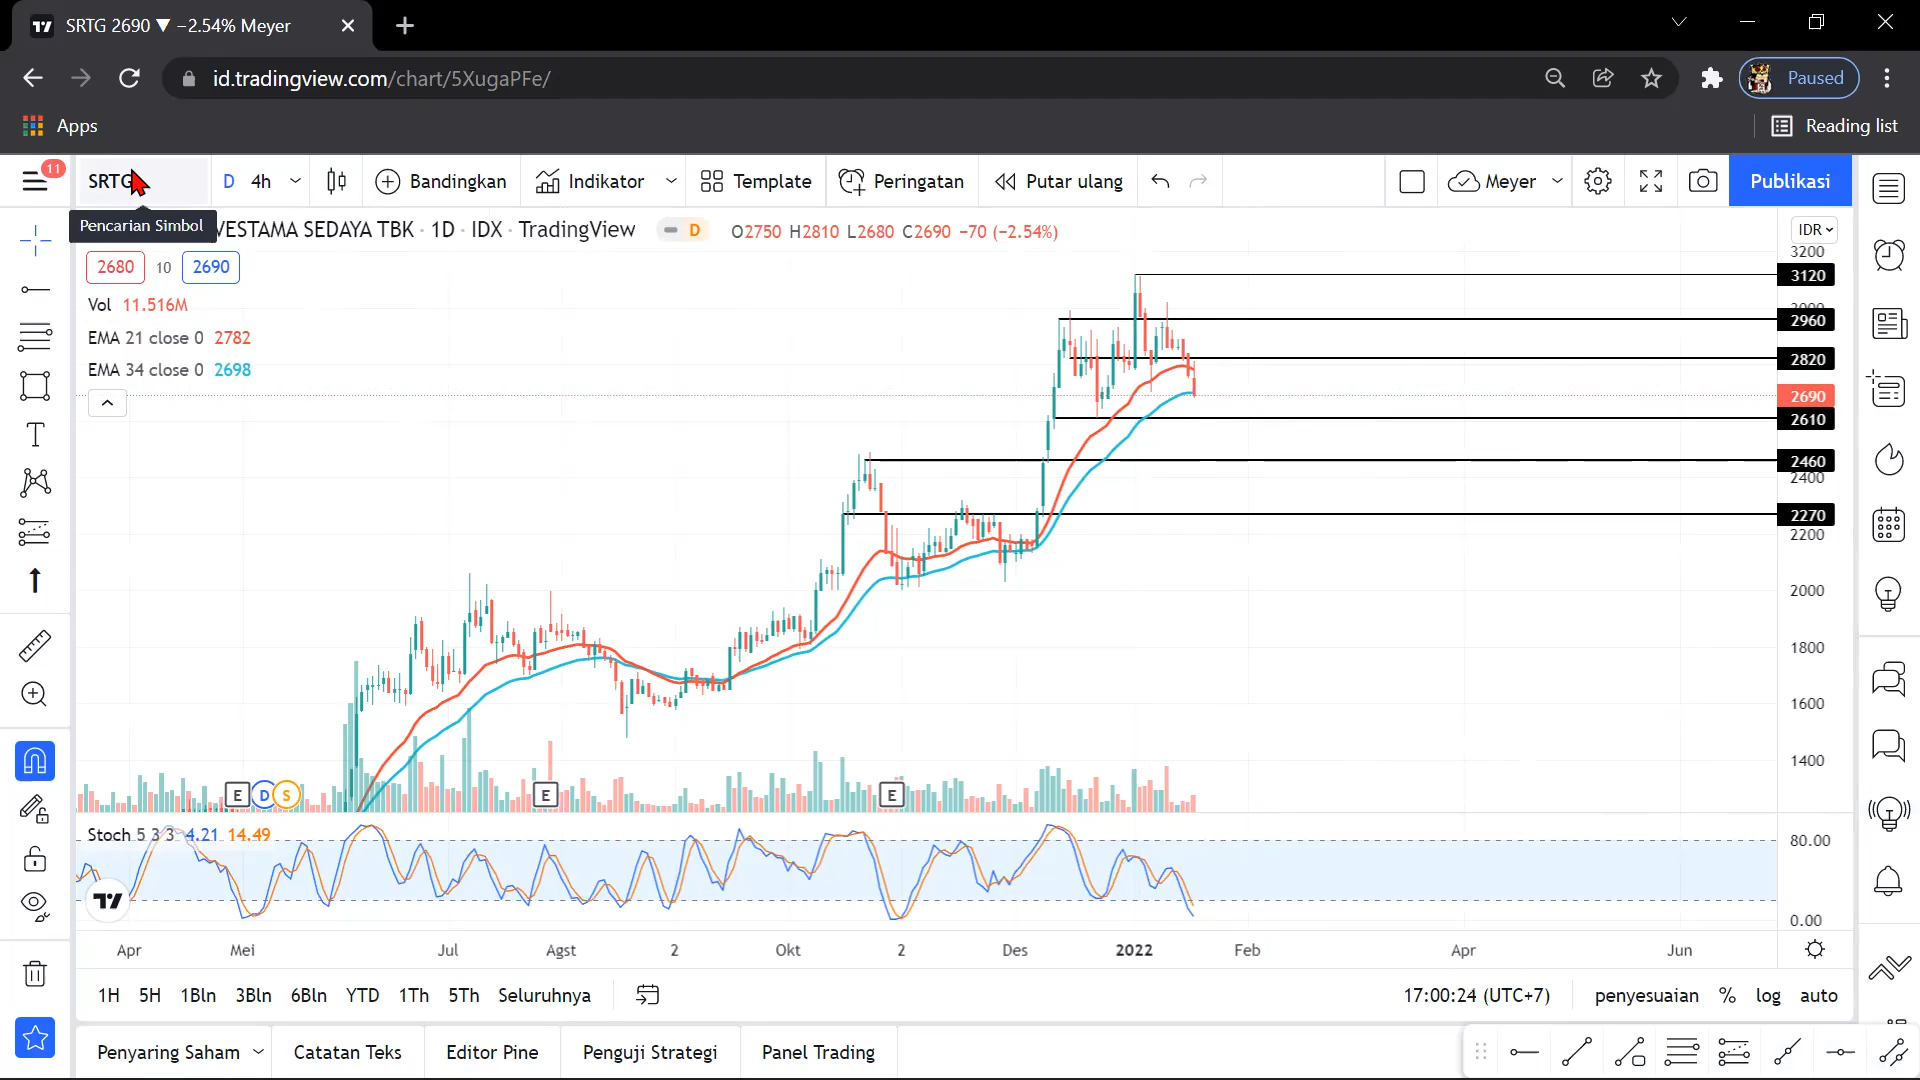 SRTG 2690 ▼ −2.54% Meyer
id.tradingview.com/chart/5XugaPFe/
Paused
Apps
Reading list
11
SRTG
D 4h
Bandingkan
Indikator
Template
Peringatan
Putar ulang
Meyer
Publikasi
Pencarian Simbol
VESTAMA SEDAYA TBK · 1D · IDX · TradingView
D
O2750 H2810 L2680 C2690 −70 (−2.54%)
IDR
2680 10 2690
Vol 11.516M
EMA 21 close 0 2782
EMA 34 close 0 2698
3200
3120
3000
2960
2820
2690
2610
2460
2400
2270
2200
2000
1800
1600
1400
E D S
E
E
Stoch 5 3 3 4.21 14.49
80.00
0.00
Apr Mei Jul Agst 2 Okt 2 Des 2022 Feb Apr Jun
1H 5H 1Bln 3Bln 6Bln YTD 1Th 5Th Seluruhnya
17:00:24 (UTC+7) penyesuaian % log auto
Penyaring Saham Catatan Teks Editor Pine Penguji Strategi Panel Trading